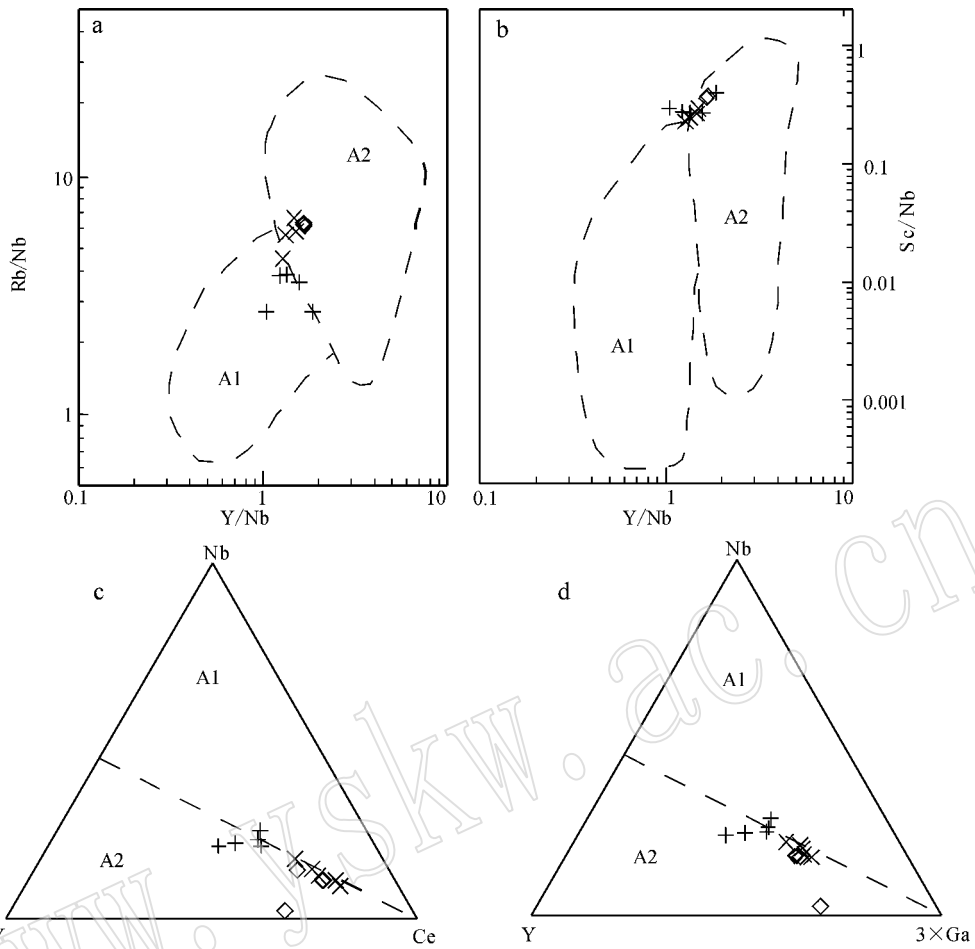 a
A2
A1
10
1
Rb/Nb
0.1
1
10
Y/Nb
b
A1
A2
1
0.1
0.01
0.001
Sc/Nb
0.1
1
10
Y/Nb
c
Nb
A1
A2
Y
Ce
d
Nb
A1
A2
Y
3×Ga
www.yskw.ac.cn